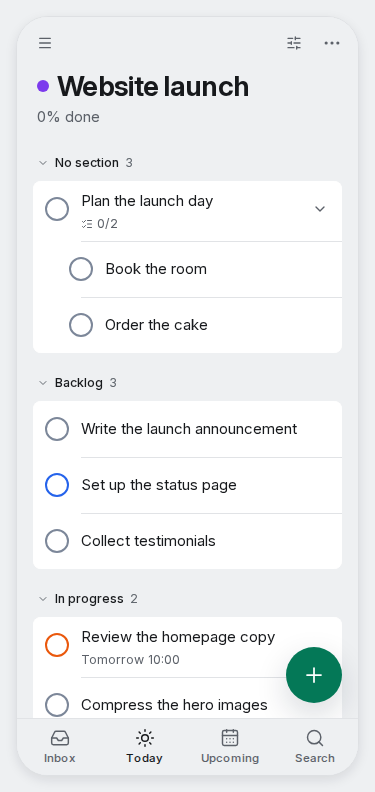 Website launch
0% done
No section 3
Plan the launch day
0/2
Book the room
Order the cake
Backlog 3
Write the launch announcement
Set up the status page
Collect testimonials
In progress 2
Review the homepage copy
Tomorrow 10:00
Compress the hero images
Inbox Today Upcoming Search